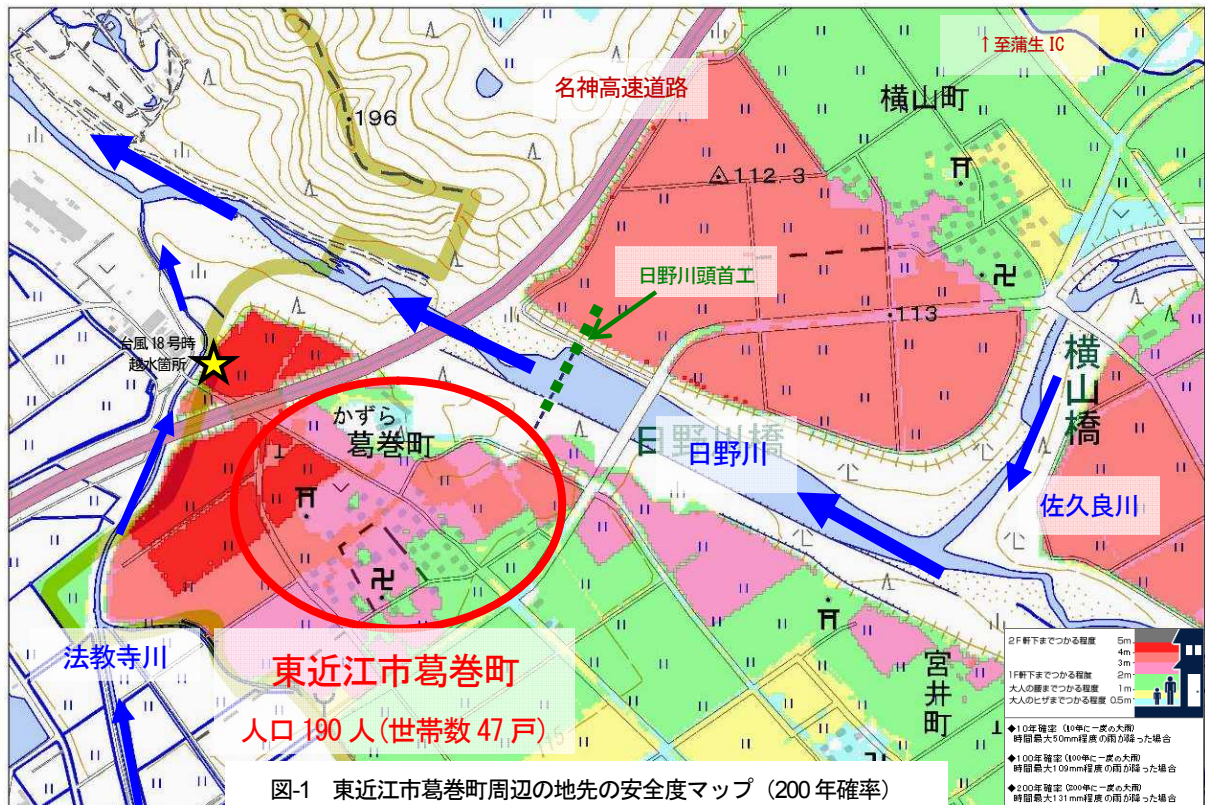 ↑至蒲生 IC
名神高速道路
横山町
196
112.3
日野川頭首工
113
台風 18 号時
越水箇所
横山橋
かずら
葛巻町
日野川橋
日野川
佐久良川
法教寺川
東近江市葛巻町
人口 190 人(世帯数 47 戸)
宮井町
2F軒下までつかる程度 5m
4m
3m
1F軒下までつかる程度 2m
大人の腰までつかる程度 1m
大人のヒザまでつかる程度 0.5m
◆10年確率（10年に一度の大雨）
時間最大50mm程度の雨が降った場合
◆100年確率（100年に一度の大雨）
時間最大109mm程度の雨が降った場合
◆200年確率（200年に一度の大雨）
時間最大131mm程度の雨が降った場合
図-1 東近江市葛巻町周辺の地先の安全度マップ（200 年確率）